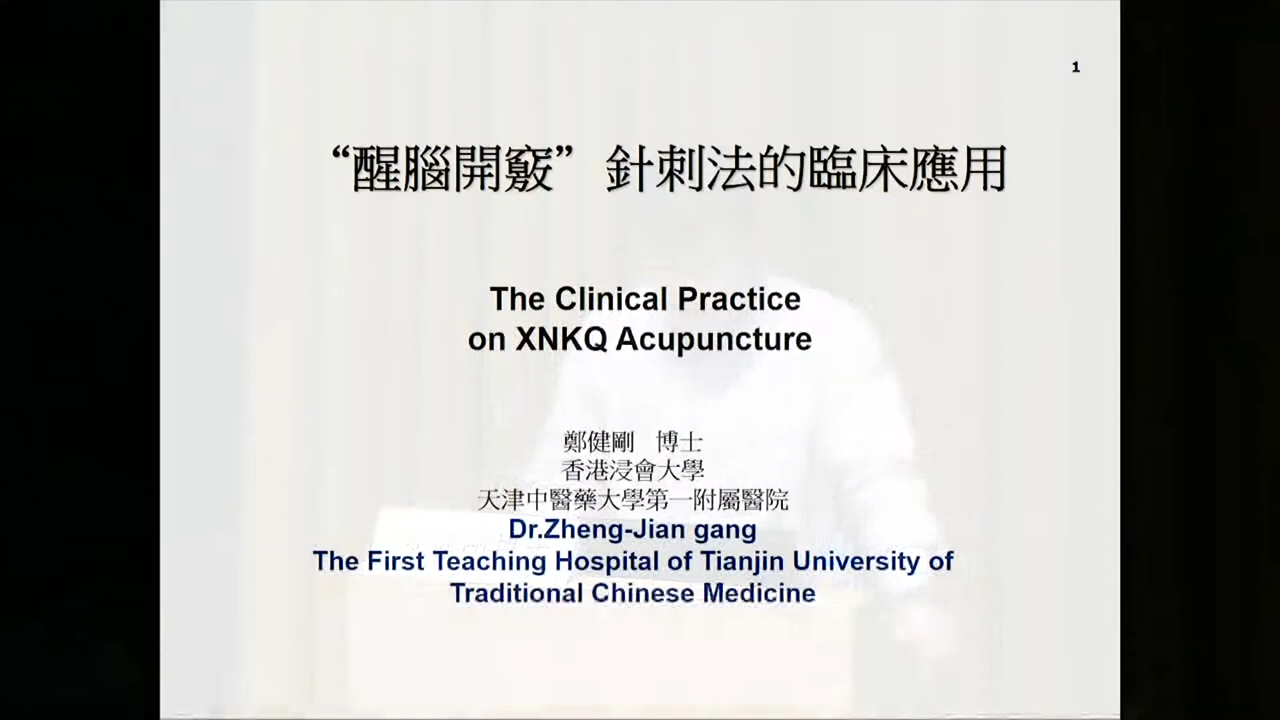 1
“醒腦開竅”針刺法的臨床應用
The Clinical Practice
on XNKQ Acupuncture
鄭健剛 博士
香港浸會大學
天津中醫藥大學第一附屬醫院
Dr.Zheng-Jian gang
The First Teaching Hospital of Tianjin University of
Traditional Chinese Medicine